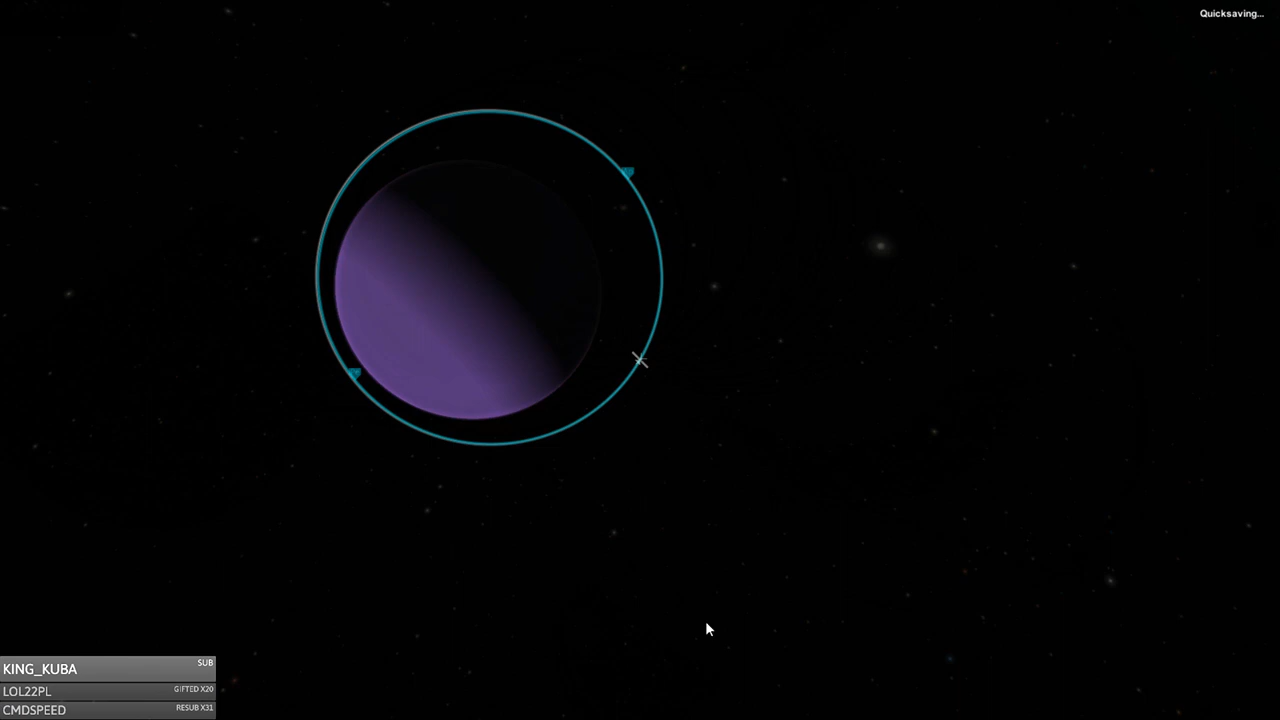 Quicksaving...
KING_KUBA SUB
LOL22PL GIFTED X20
CMDSPEED RESUB X31